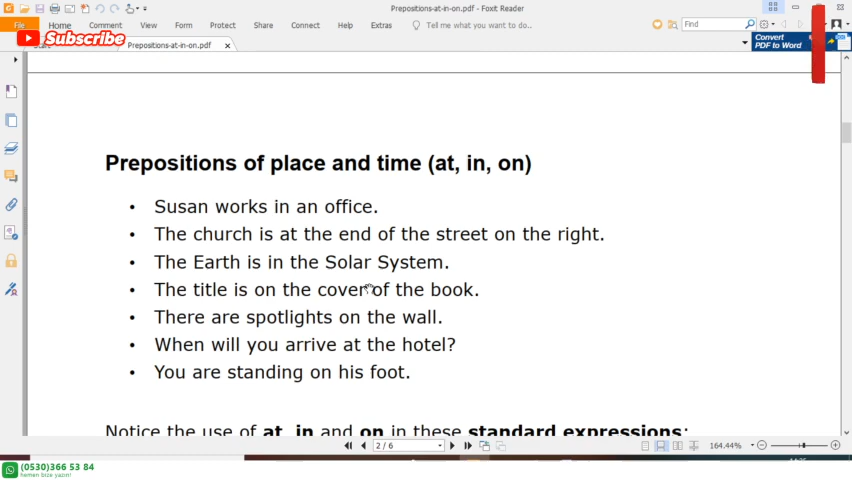 Prepositions-at-in-on.pdf - Foxit Reader
File Home Comment View Form Protect Share Connect Help Extras Tell me what you want to do.. Find
Subscribe
Start Prepositions-at-in-on.pdf
Convert
PDF to Word
Prepositions of place and time (at, in, on)
• Susan works in an office.
• The church is at the end of the street on the right.
• The Earth is in the Solar System.
• The title is on the cover of the book.
• There are spotlights on the wall.
• When will you arrive at the hotel?
• You are standing on his foot.
Notice the use of at, in and on in these standard expressions:
2 / 6 164.44%
(0530)366 53 84
hemen bize yazın!